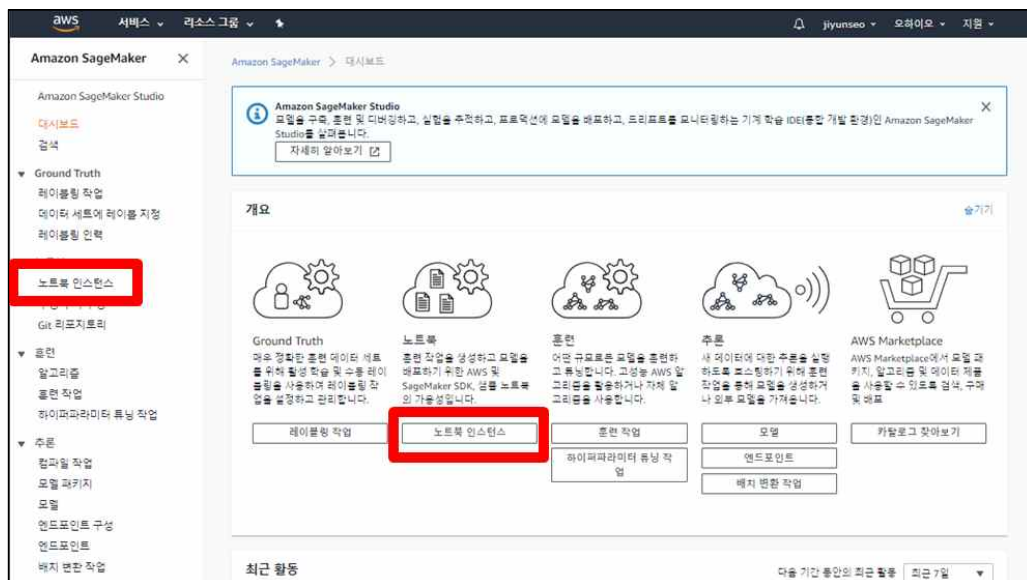 aws 서비스 리소스 그룹 jiyunseo 오하이오 지원
Amazon SageMaker
Amazon SageMaker Studio
대시보드
검색
Ground Truth
레이블링 작업
데이터 세트에 레이블 지정
레이블링 인력
노트북 인스턴스
Git 리포지토리
훈련
알고리즘
훈련 작업
하이퍼파라미터 튜닝 작업
추론
컴파일 작업
모델 패키지
모델
엔드포인트 구성
엔드포인트
배치 변환 작업
Amazon SageMaker > 대시보드
Amazon SageMaker Studio
모델을 구축, 훈련 및 디버깅하고, 실험을 추적하고, 프로덕션에 모델을 배포하고, 드리프트를 모니터링하는 기계 학습 IDE(통합 개발 환경)인 Amazon SageMaker
Studio를 살펴봅니다.
자세히 알아보기
개요
숨기기
Ground Truth
매우 정확한 훈련 데이터 세트
를 위해 활성 학습 및 수동 레이
블링을 사용하여 레이블링 작
업을 설정하고 관리합니다.
레이블링 작업
노트북
훈련 작업을 생성하고 모델을
배포하기 위한 AWS 및
SageMaker SDK, 샘플 노트북
의 가용성입니다.
노트북 인스턴스
훈련
어떤 규모로든 모델을 훈련하
고 튜닝합니다. 고성능 AWS 알
고리즘을 활용하거나 자체 알
고리즘을 사용합니다.
훈련 작업
하이퍼파라미터 튜닝 작
업
추론
새 데이터에 대한 추론을 실행
하도록 호스팅하기 위해 훈련
작업을 통해 모델을 생성하거
나 외부 모델을 가져옵니다.
모델
엔드포인트
배치 변환 작업
AWS Marketplace
AWS Marketplace에서 모델 패
키지, 알고리즘 및 데이터 제품
을 사용할 수 있도록 검색, 구매
및 배포
카탈로그 찾아보기
최근 활동
다음 기간 동안의 최근 활동 최근 7일